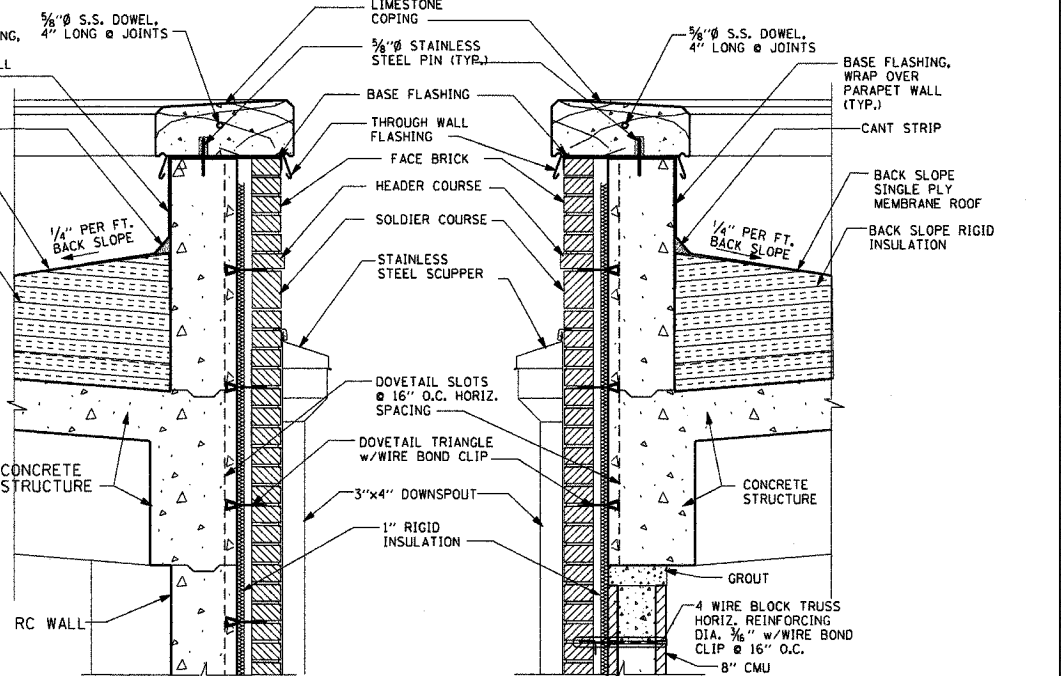 ⅝"Ø S.S. DOWEL,
4" LONG @ JOINTS
NG,
LL
LIMESTONE
COPING
⅝"Ø STAINLESS
STEEL PIN (TYP.)
BASE FLASHING
THROUGH WALL
FLASHING
FACE BRICK
HEADER COURSE
SOLDIER COURSE
STAINLESS
STEEL SCUPPER
DOVETAIL SLOTS
@ 16" O.C. HORIZ.
SPACING
DOVETAIL TRIANGLE
w/WIRE BOND CLIP
3"x4" DOWNSPOUT
1" RIGID
INSULATION
¼" PER FT.
BACK SLOPE
CONCRETE
STRUCTURE
RC WALL
⅝"Ø S.S. DOWEL,
4" LONG @ JOINTS
BASE FLASHING,
WRAP OVER
PARAPET WALL
(TYP.)
CANT STRIP
BACK SLOPE
SINGLE PLY
MEMBRANE ROOF
BACK SLOPE RIGID
INSULATION
¼" PER FT.
BACK SLOPE
CONCRETE
STRUCTURE
GROUT
4 WIRE BLOCK TRUSS
HORIZ. REINFORCING
DIA. 3/16" w/WIRE BOND
CLIP @ 16" O.C.
8" CMU